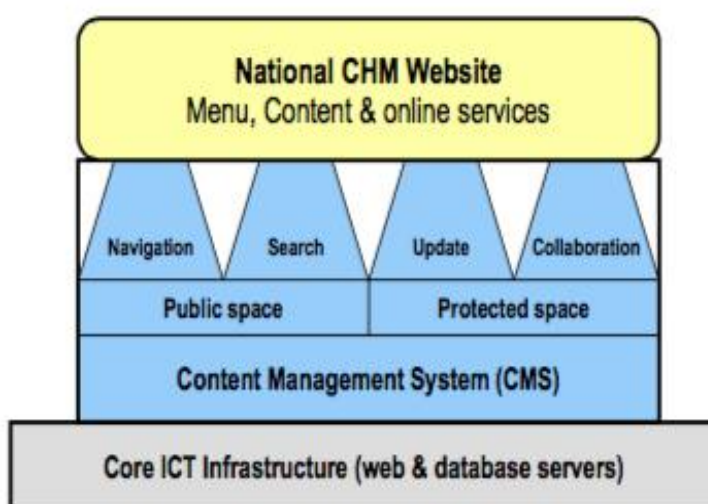 National CHM Website
Menu, Content & online services
Navigation Search Update Collaboration
Public space Protected space
Content Management System (CMS)
Core ICT Infrastructure (web & database servers)